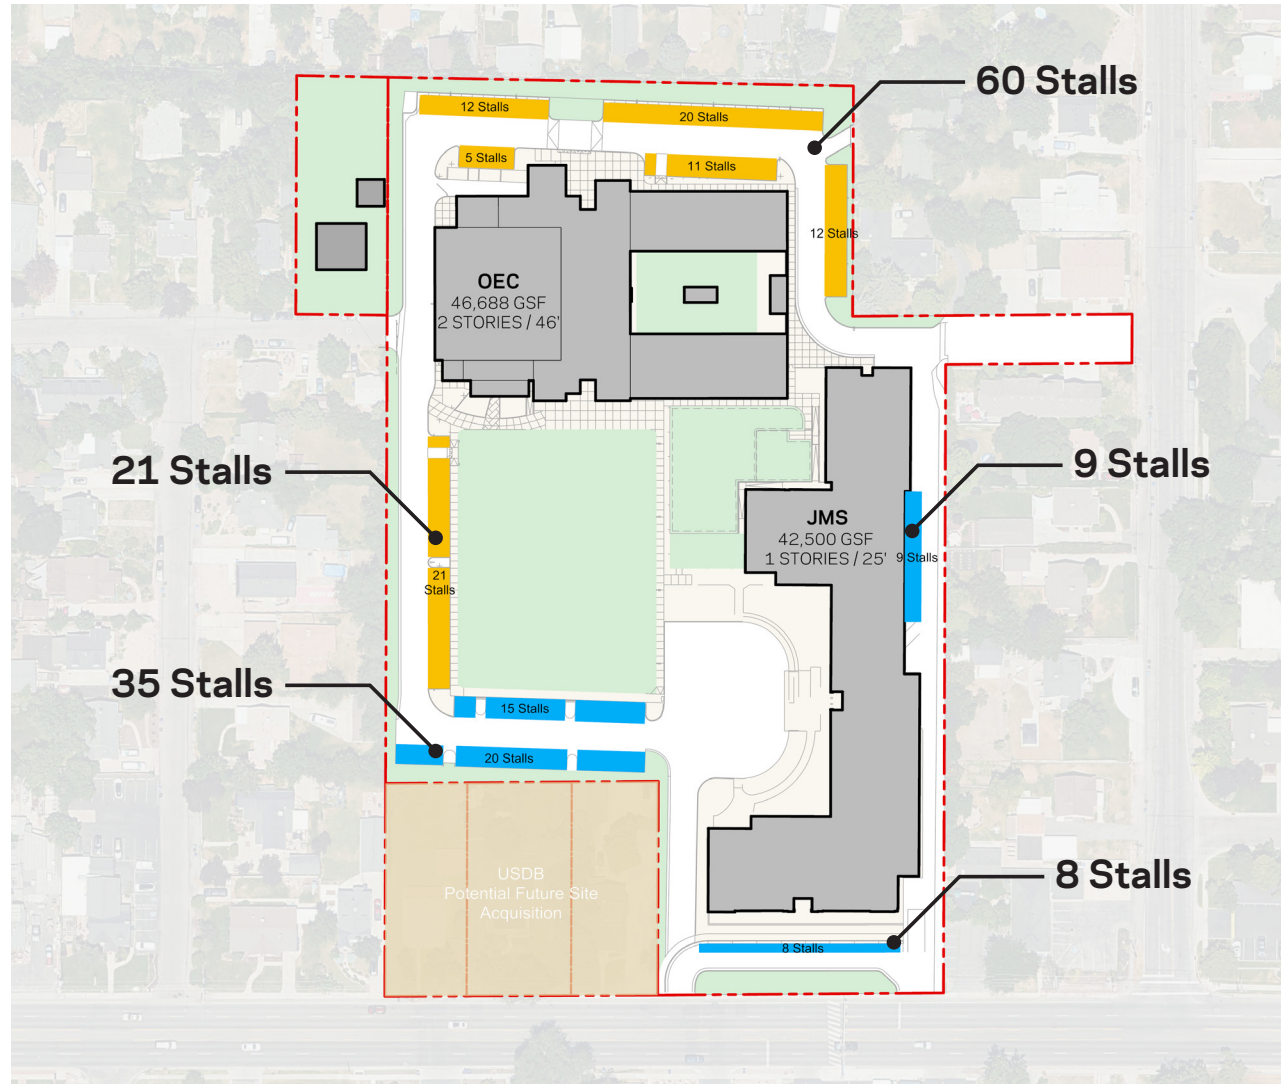 60 Stalls
12 Stalls
20 Stalls
5 Stalls
11 Stalls
12 Stalls
OEC
46,688 GSF
2 STORIES / 46'
21 Stalls
9 Stalls
JMS
42,500 GSF
1 STORIES / 25'
9 Stalls
21
Stalls
35 Stalls
15 Stalls
20 Stalls
USDB
Potential Future Site
Acquisition
8 Stalls
8 Stalls